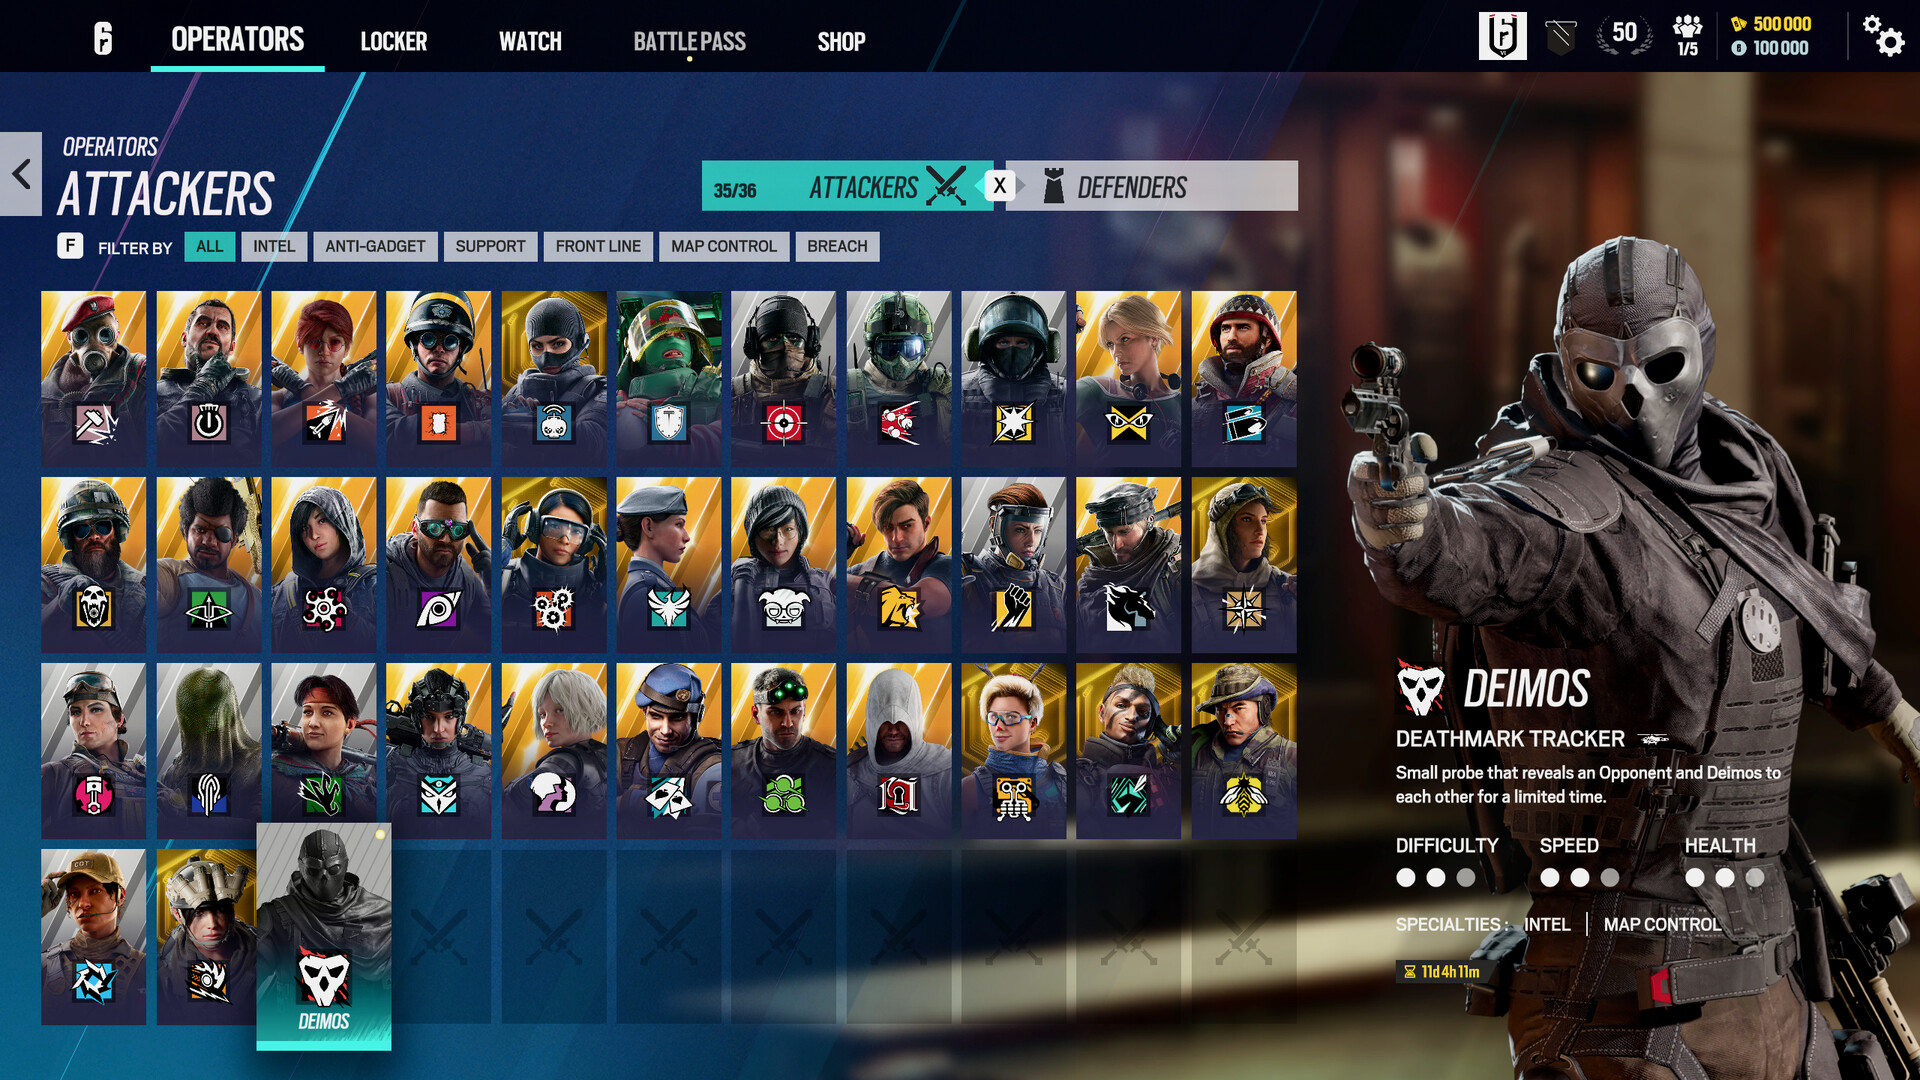 OPERATORS
LOCKER
WATCH
BATTLE PASS
SHOP
50
1/5
500 000
100 000
OPERATORS
ATTACKERS
35/36
ATTACKERS
X
DEFENDERS
F
FILTER BY
ALL
INTEL
ANTI-GADGET
SUPPORT
FRONT LINE
MAP CONTROL
BREACH
DEIMOS
DEIMOS
DEATHMARK TRACKER
Small probe that reveals an Opponent and Deimos to
each other for a limited time.
DIFFICULTY
SPEED
HEALTH
SPECIALTIES : INTEL | MAP CONTROL
11d 4h 11m